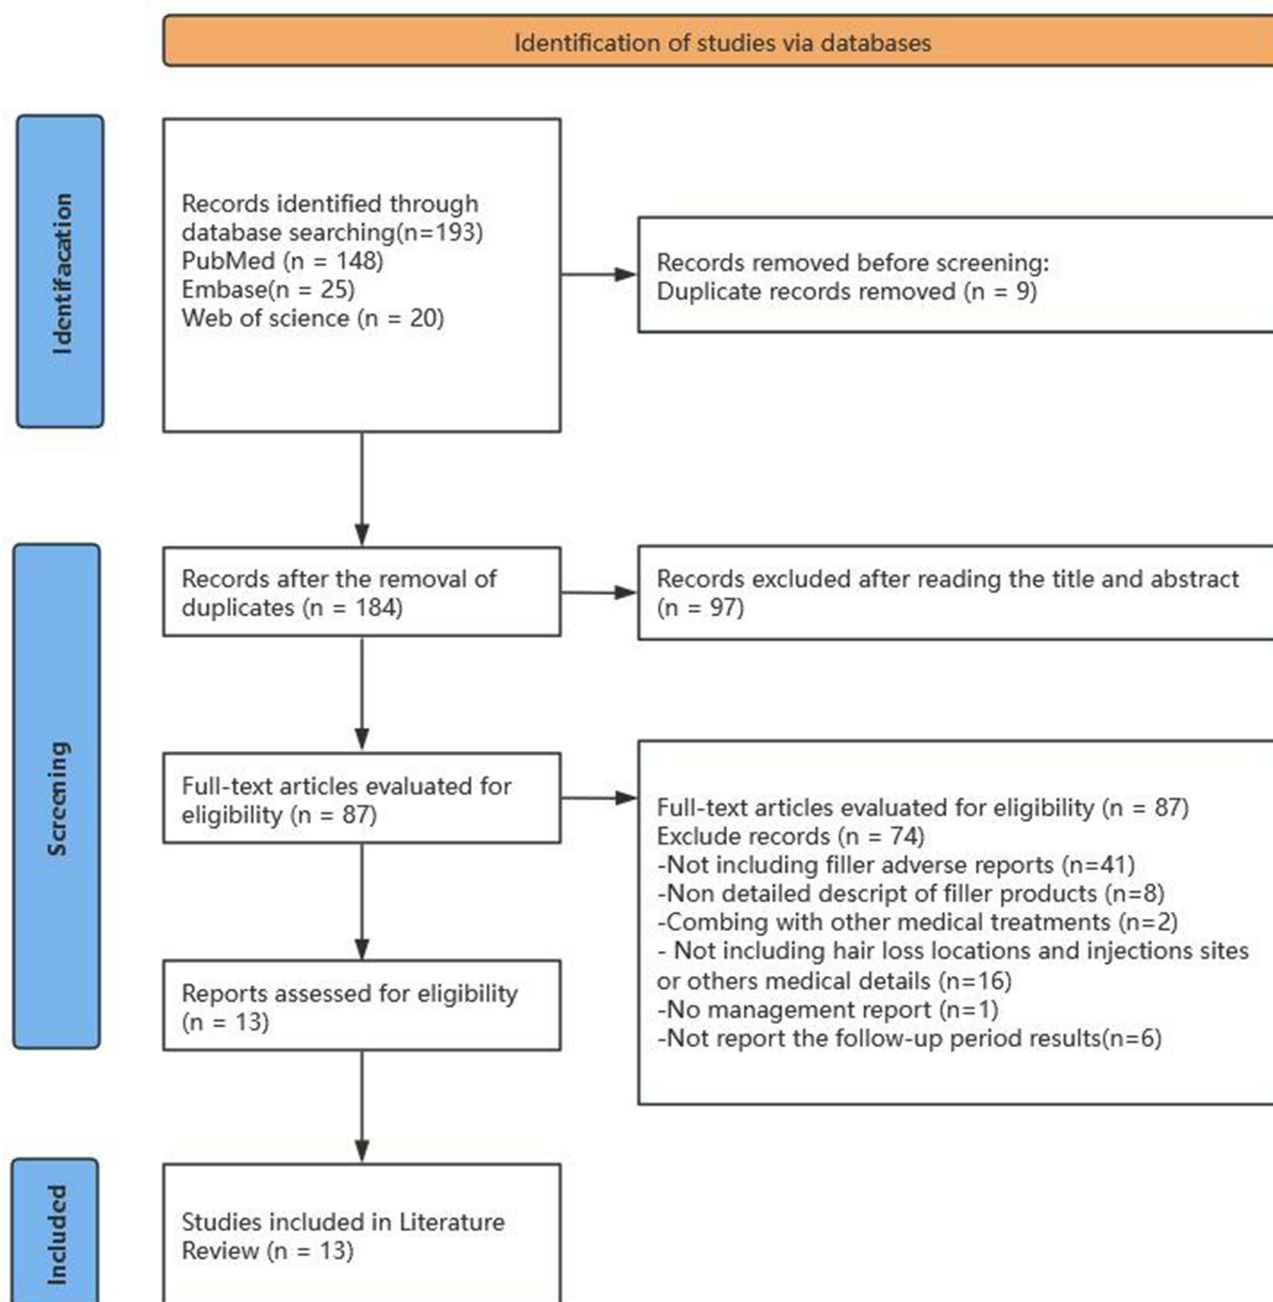 Identification of studies via databases
Identifacation
Records identified through
database searching(n=193)
PubMed (n = 148)
Embase(n = 25)
Web of science (n = 20)
Records removed before screening:
Duplicate records removed (n = 9)
Screening
Records after the removal of
duplicates (n = 184)
Records excluded after reading the title and abstract
(n = 97)
Full-text articles evaluated for
eligibility (n = 87)
Full-text articles evaluated for eligibility (n = 87)
Exclude records (n = 74)
-Not including filler adverse reports (n=41)
-Non detailed descript of filler products (n=8)
-Combing with other medical treatments (n=2)
- Not including hair loss locations and injections sites
or others medical details (n=16)
-No management report (n=1)
-Not report the follow-up period results(n=6)
Reports assessed for eligibility
(n = 13)
Included
Studies included in Literature
Review (n = 13)